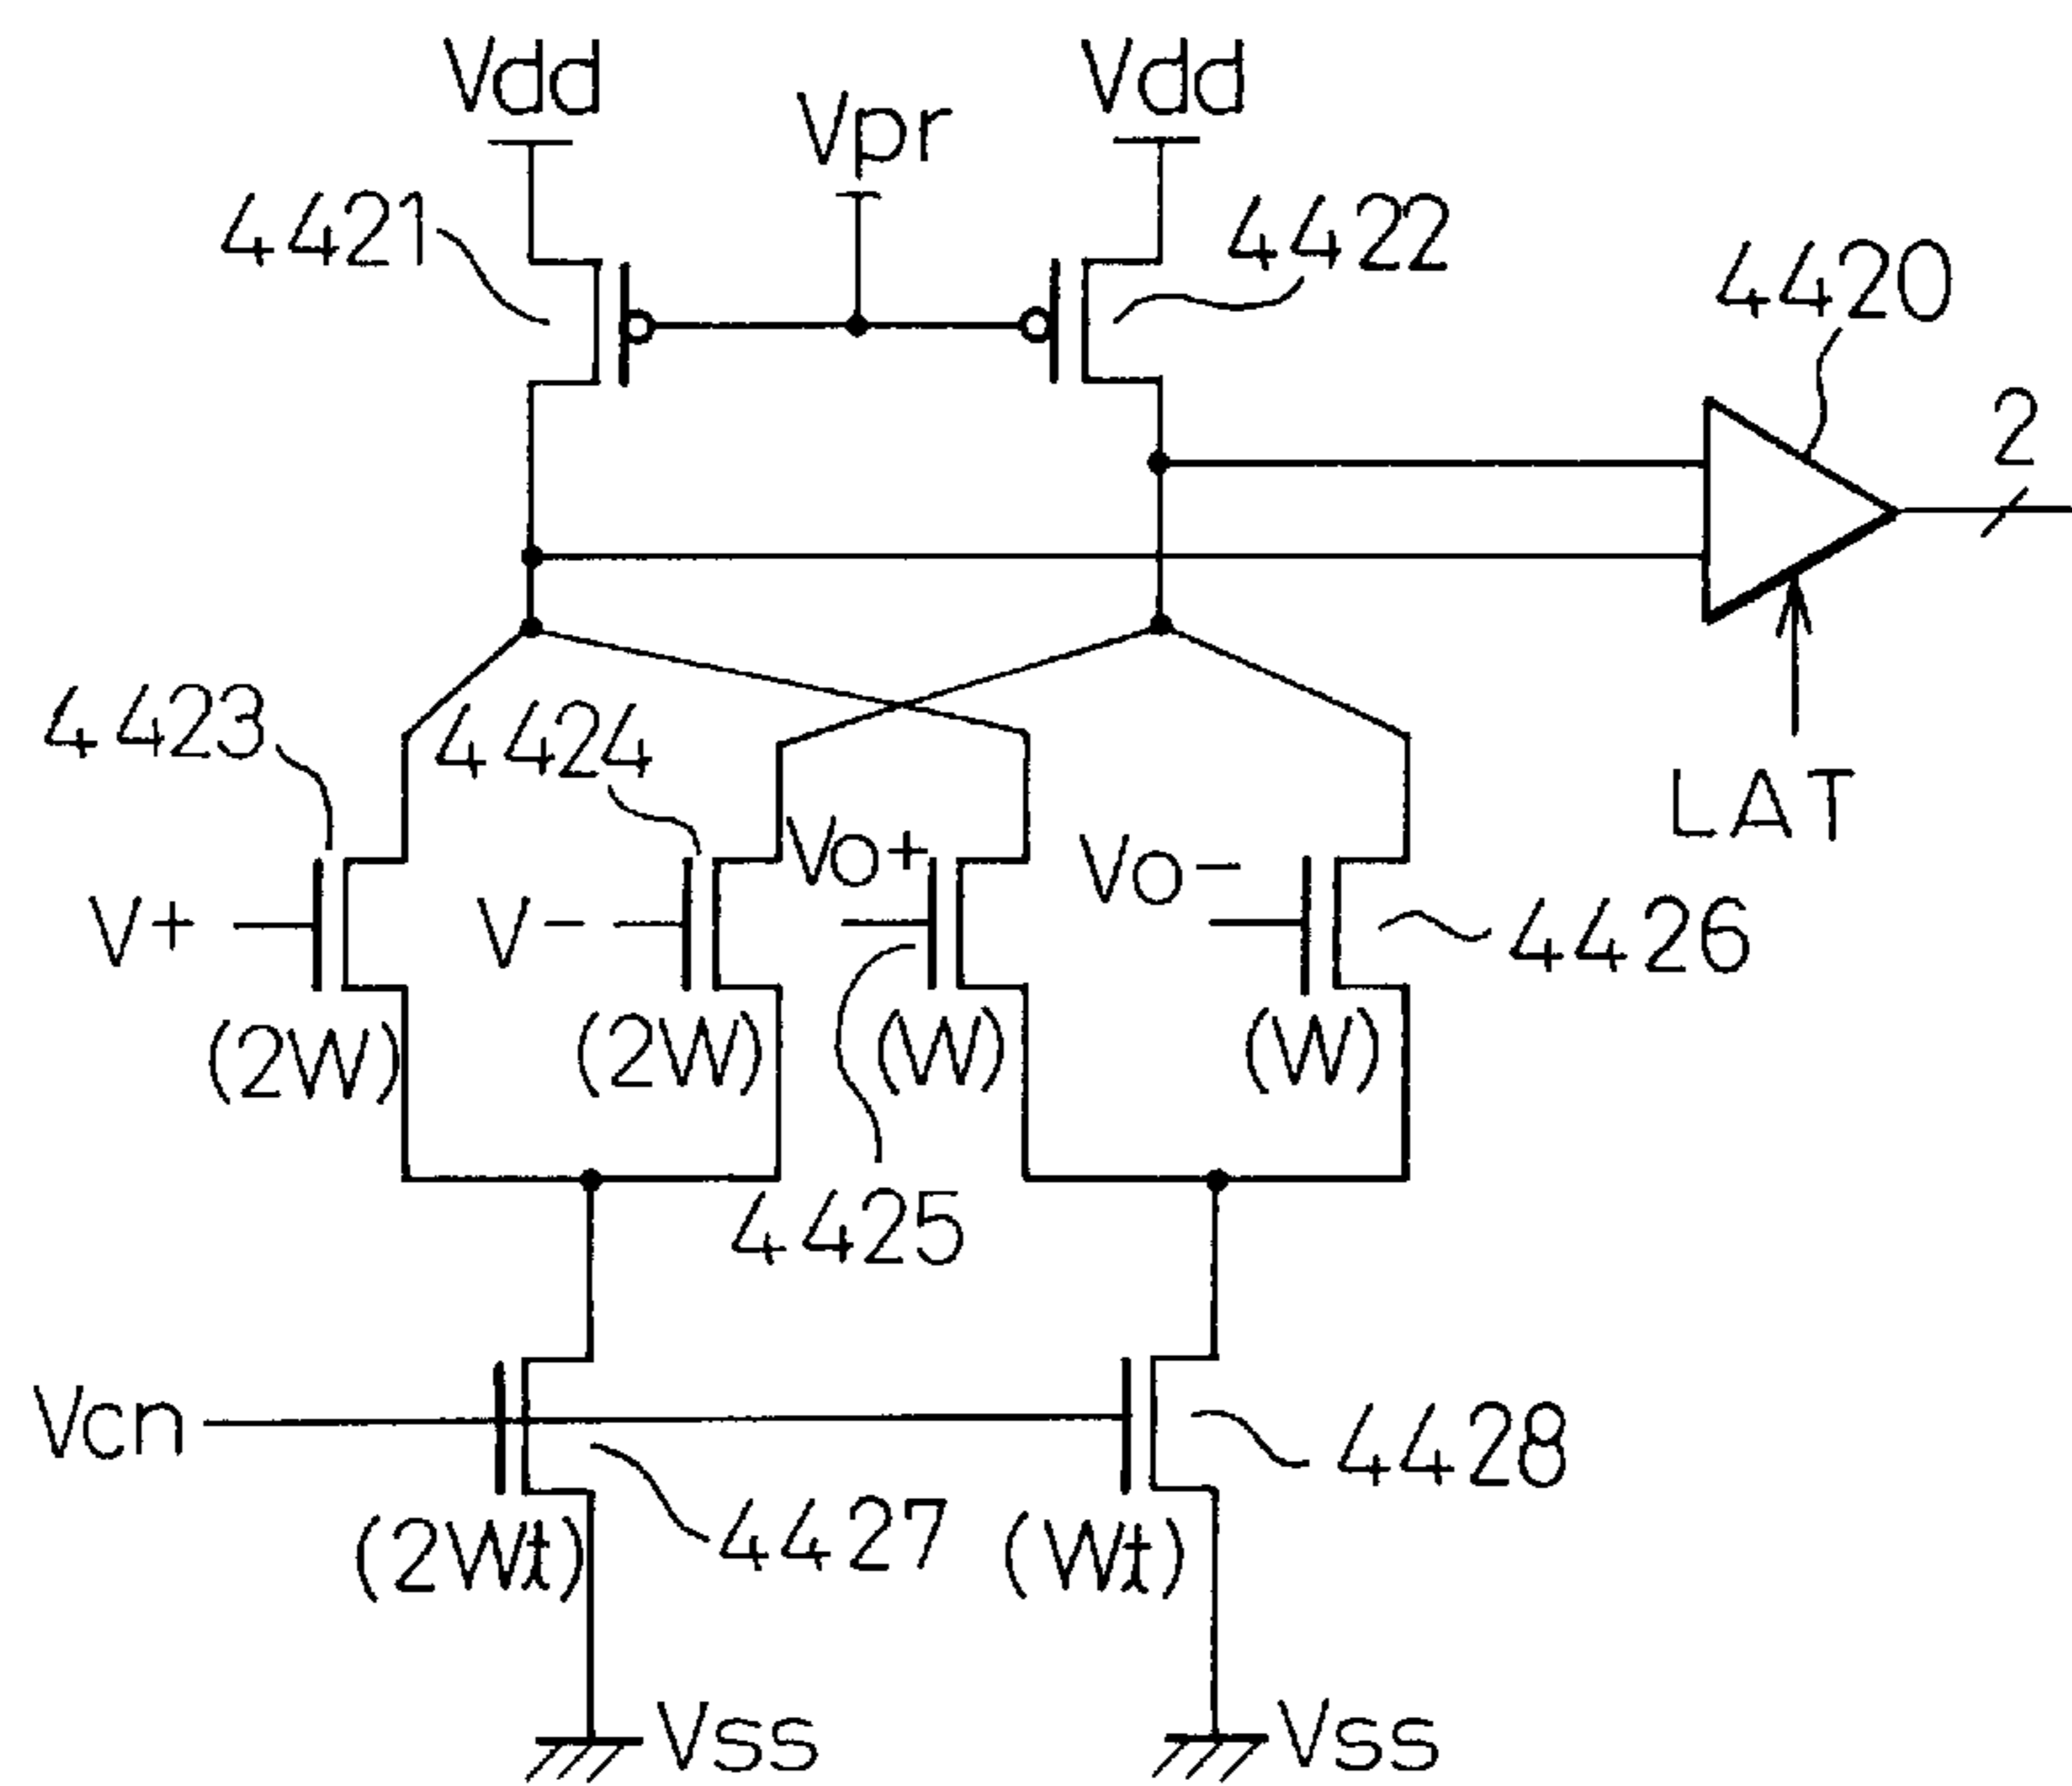 Vdd
Vpr
Vdd
4421
4422
4420
2
LAT
4423
4424
Vo+
Vo-
V+
V-
4426
(2W)
(2W)
(W)
(W)
4425
Vcn
4427
4428
(2Wt)
(Wt)
Vss
Vss